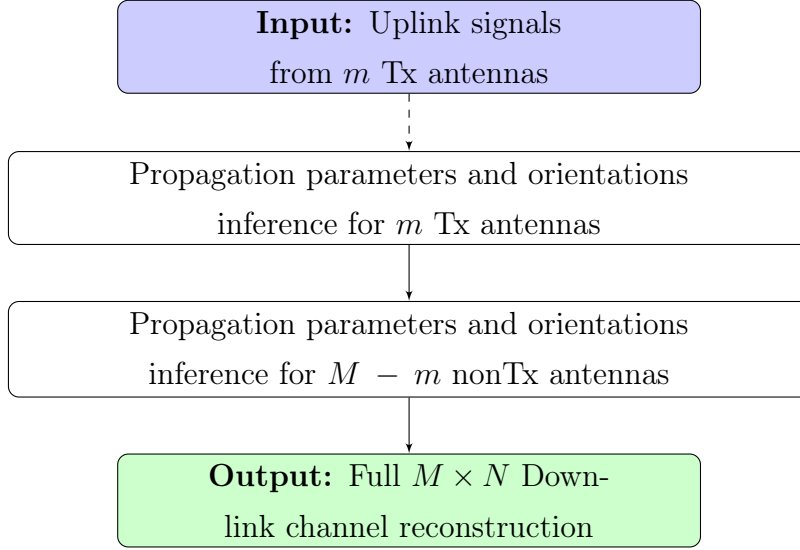 Input: Uplink signals
from m Tx antennas
Propagation parameters and orientations
inference for m Tx antennas
Propagation parameters and orientations
inference for M − m nonTx antennas
Output: Full M × N Down-
link channel reconstruction